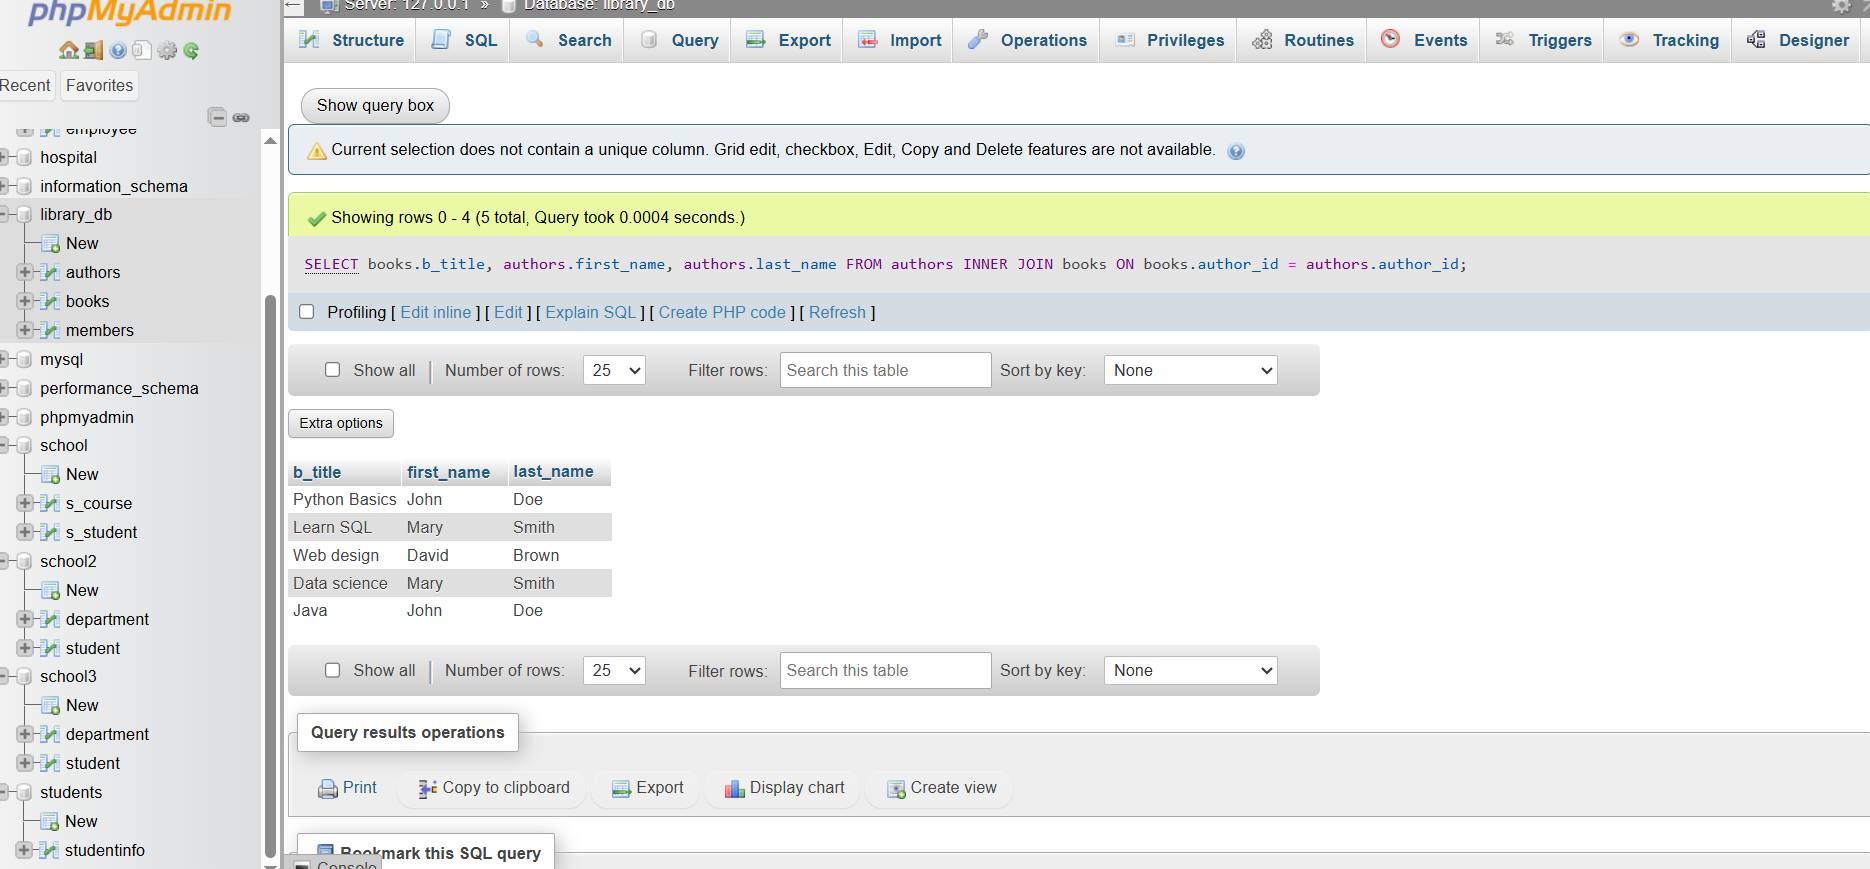 phpMyAdmin
Server: 127.0.0.1 » Database: library_db
Structure SQL Search Query Export Import Operations Privileges Routines Events Triggers Tracking Designer
Recent Favorites
employee
hospital
information_schema
library_db
New
authors
books
members
mysql
performance_schema
phpmyadmin
school
New
s_course
s_student
school2
New
department
student
school3
New
department
student
students
New
studentinfo
Show query box
Current selection does not contain a unique column. Grid edit, checkbox, Edit, Copy and Delete features are not available.
Showing rows 0 - 4 (5 total, Query took 0.0004 seconds.)
SELECT books.b_title, authors.first_name, authors.last_name FROM authors INNER JOIN books ON books.author_id = authors.author_id;
Profiling [ Edit inline ] [ Edit ] [ Explain SQL ] [ Create PHP code ] [ Refresh ]
Show all | Number of rows: 25 Filter rows: Search this table Sort by key: None
Extra options
b_title first_name last_name
Python Basics John Doe
Learn SQL Mary Smith
Web design David Brown
Data science Mary Smith
Java John Doe
Show all | Number of rows: 25 Filter rows: Search this table Sort by key: None
Query results operations
Print Copy to clipboard Export Display chart Create view
Bookmark this SQL query
Console